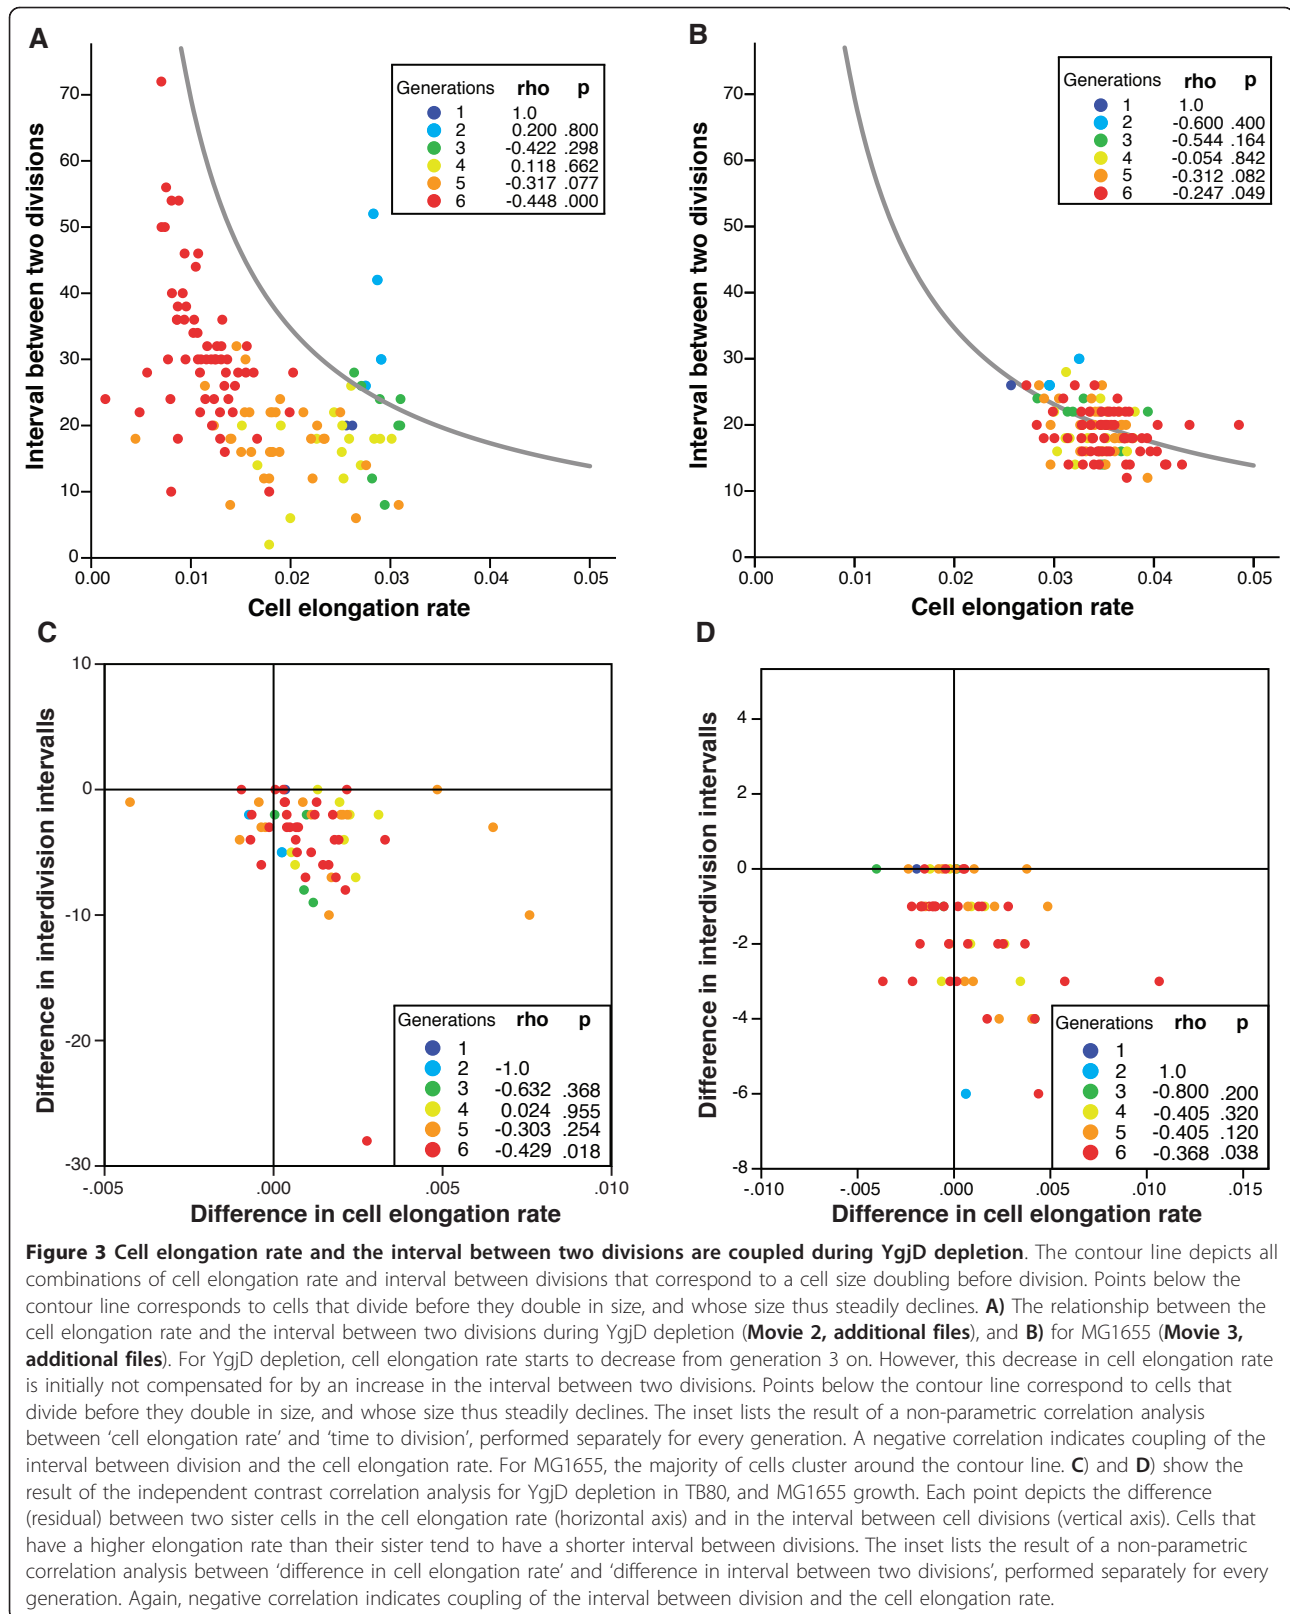 A
Interval between two divisions
70
60
50
40
30
20
10
0
0.00 0.01 0.02 0.03 0.04 0.05
Cell elongation rate
Generations rho p
1 1.0
2 0.200 .800
3 -0.422 .298
4 0.118 .662
5 -0.317 .077
6 -0.448 .000
B
Interval between two divisions
70
60
50
40
30
20
10
0
0.00 0.01 0.02 0.03 0.04 0.05
Cell elongation rate
Generations rho p
1 1.0
2 -0.600 .400
3 -0.544 .164
4 -0.054 .842
5 -0.312 .082
6 -0.247 .049
C
Difference in interdivision intervalls
10
0
-10
-20
-30
-.005 .000 .005 .010
Difference in cell elongation rate
Generations rho p
1
2 -1.0
3 -0.632 .368
4 0.024 .955
5 -0.303 .254
6 -0.429 .018
D
Difference in interdivision intervalls
4
2
0
-2
-4
-6
-8
-.010 -.005 .000 .005 .010 .015
Difference in cell elongation rate
Generations rho p
1
2 1.0
3 -0.800 .200
4 -0.405 .320
5 -0.405 .120
6 -0.368 .038
Figure 3 Cell elongation rate and the interval between two divisions are coupled during YgjD depletion. The contour line depicts all
combinations of cell elongation rate and interval between divisions that correspond to a cell size doubling before division. Points below the
contour line corresponds to cells that divide before they double in size, and whose size thus steadily declines. A) The relationship between the
cell elongation rate and the interval between two divisions during YgjD depletion (Movie 2, additional files), and B) for MG1655 (Movie 3,
additional files). For YgjD depletion, cell elongation rate starts to decrease from generation 3 on. However, this decrease in cell elongation rate
is initially not compensated for by an increase in the interval between two divisions. Points below the contour line correspond to cells that
divide before they double in size, and whose size thus steadily declines. The inset lists the result of a non-parametric correlation analysis
between 'cell elongation rate' and 'time to division', performed separately for every generation. A negative correlation indicates coupling of the
interval between division and the cell elongation rate. For MG1655, the majority of cells cluster around the contour line. C) and D) show the
result of the independent contrast correlation analysis for YgjD depletion in TB80, and MG1655 growth. Each point depicts the difference
(residual) between two sister cells in the cell elongation rate (horizontal axis) and in the interval between cell divisions (vertical axis). Cells that
have a higher elongation rate than their sister tend to have a shorter interval between divisions. The inset lists the result of a non-parametric
correlation analysis between 'difference in cell elongation rate' and 'difference in interval between two divisions', performed separately for every
generation. Again, negative correlation indicates coupling of the interval between division and the cell elongation rate.